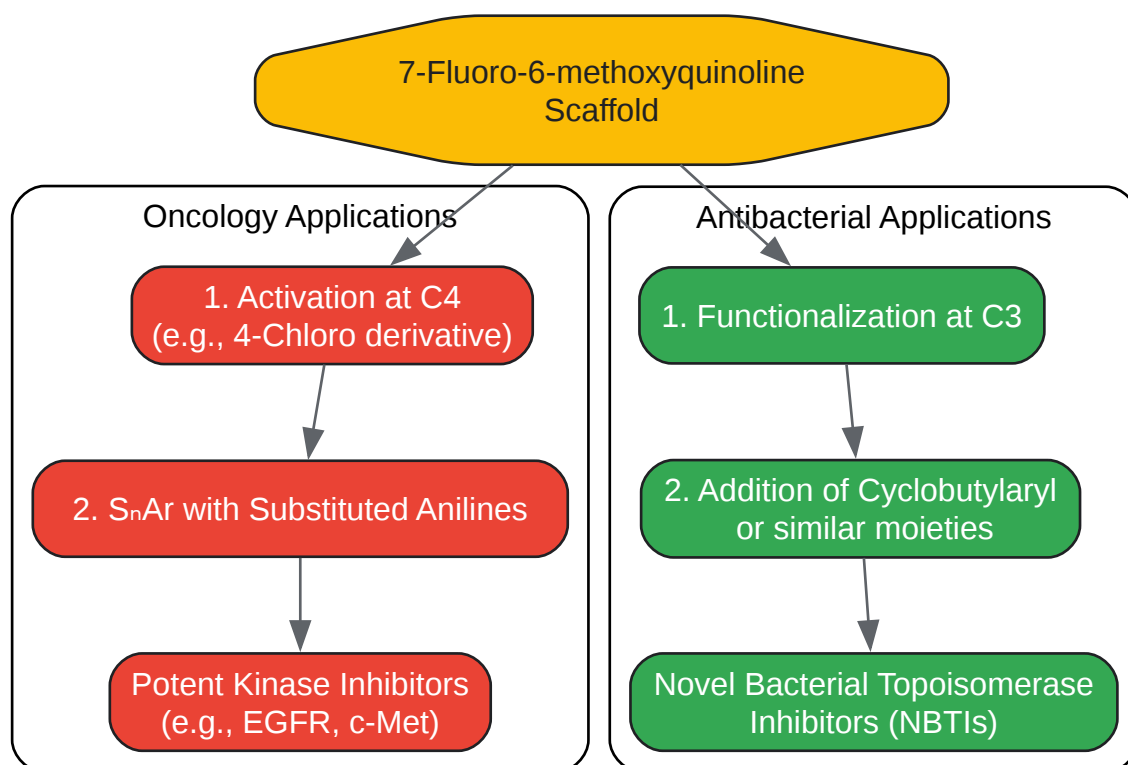 7-Fluoro-6-methoxyquinoline
Scaffold
Oncology Applications
1. Activation at C4
(e.g., 4-Chloro derivative)
2. SₙAr with Substituted Anilines
Potent Kinase Inhibitors
(e.g., EGFR, c-Met)
Antibacterial Applications
1. Functionalization at C3
2. Addition of Cyclobutylaryl
or similar moieties
Novel Bacterial Topoisomerase
Inhibitors (NBTIs)